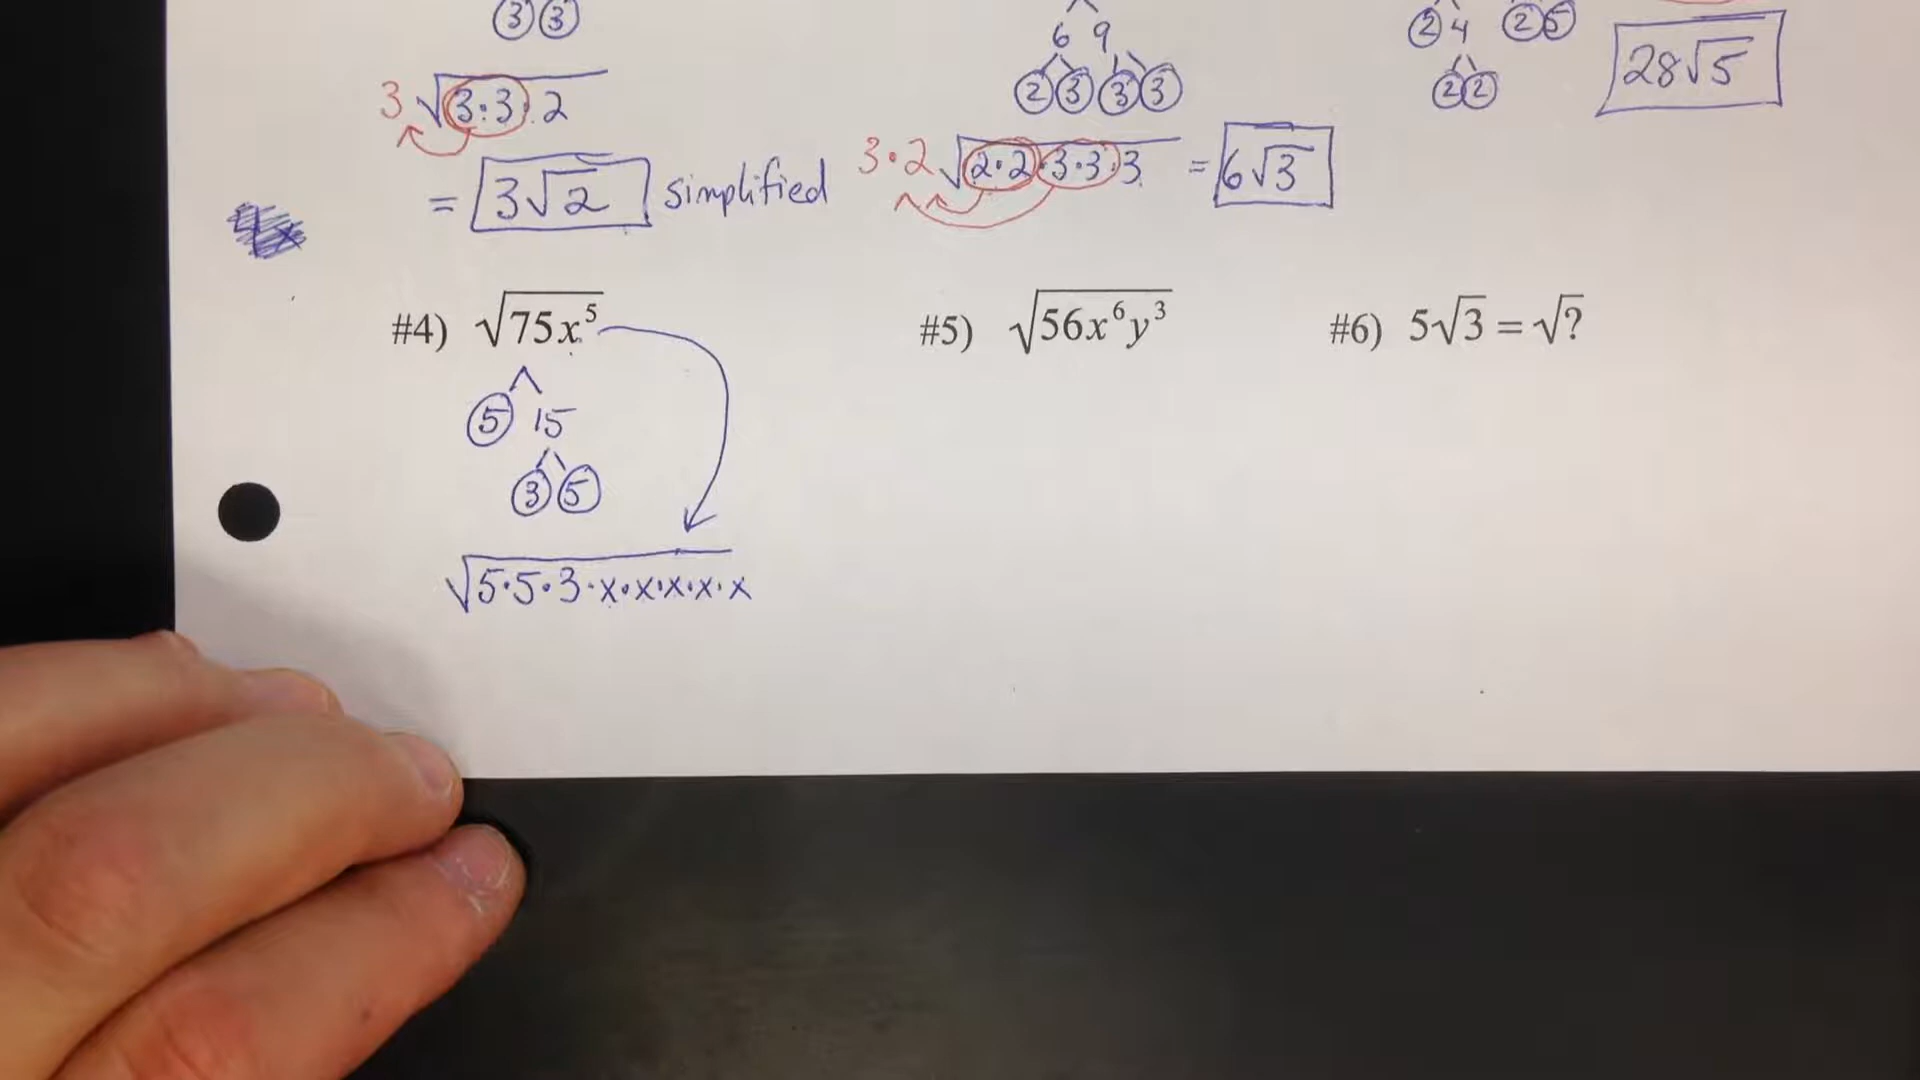 3 3
6 9
2 3 3 3
2 4 2 5
2 2
28√5
3√3·3·2
= 3√2 simplified
3·2√2·2·3·3·3 = 6√3
#4) √75x⁵
5 15
3 5
√5·5·3·x·x·x·x·x
#5) √56x⁶y³
#6) 5√3 = √?